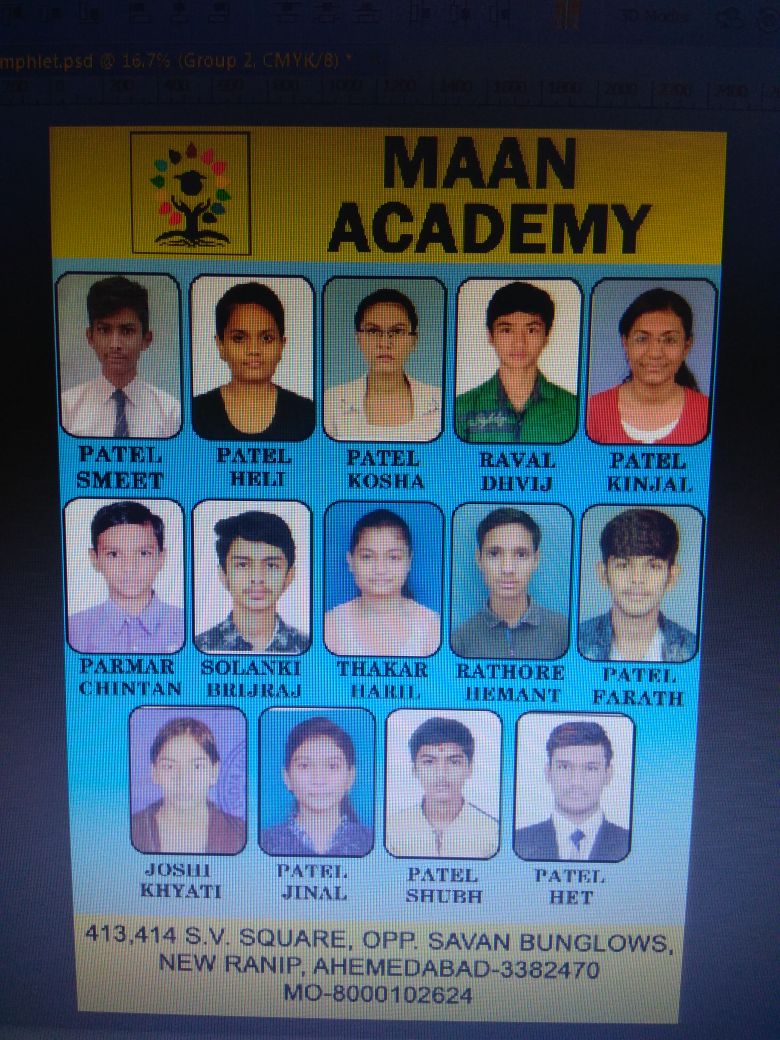 mphlet.psd @ 16.7% (Group 2, CMYK/8) *
MAAN
ACADEMY
PATEL SMEET
PATEL HELI
PATEL KOSHA
RAVAL DHVIJ
PATEL KINJAL
PARMAR CHINTAN
SOLANKI BRIJRAJ
THAKAR HARIL
RATHORE HEMANT
PATEL FARATH
JOSHI KHYATI
PATEL JINAL
PATEL SHUBH
PATEL HET
413,414 S.V. SQUARE, OPP. SAVAN BUNGLOWS,
NEW RANIP, AHEMEDABAD-3382470
MO-8000102624